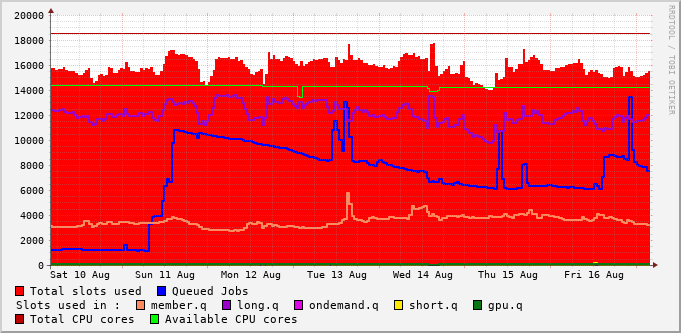 20000
18000
16000
14000
12000
10000
8000
6000
4000
2000
0
Sat 10 Aug Sun 11 Aug Mon 12 Aug Tue 13 Aug Wed 14 Aug Thu 15 Aug Fri 16 Aug
Total slots used Queued Jobs
Slots used in : member.q long.q ondemand.q short.q gpu.q
Total CPU cores Available CPU cores
RRDTOOL / TOBI OETIKER